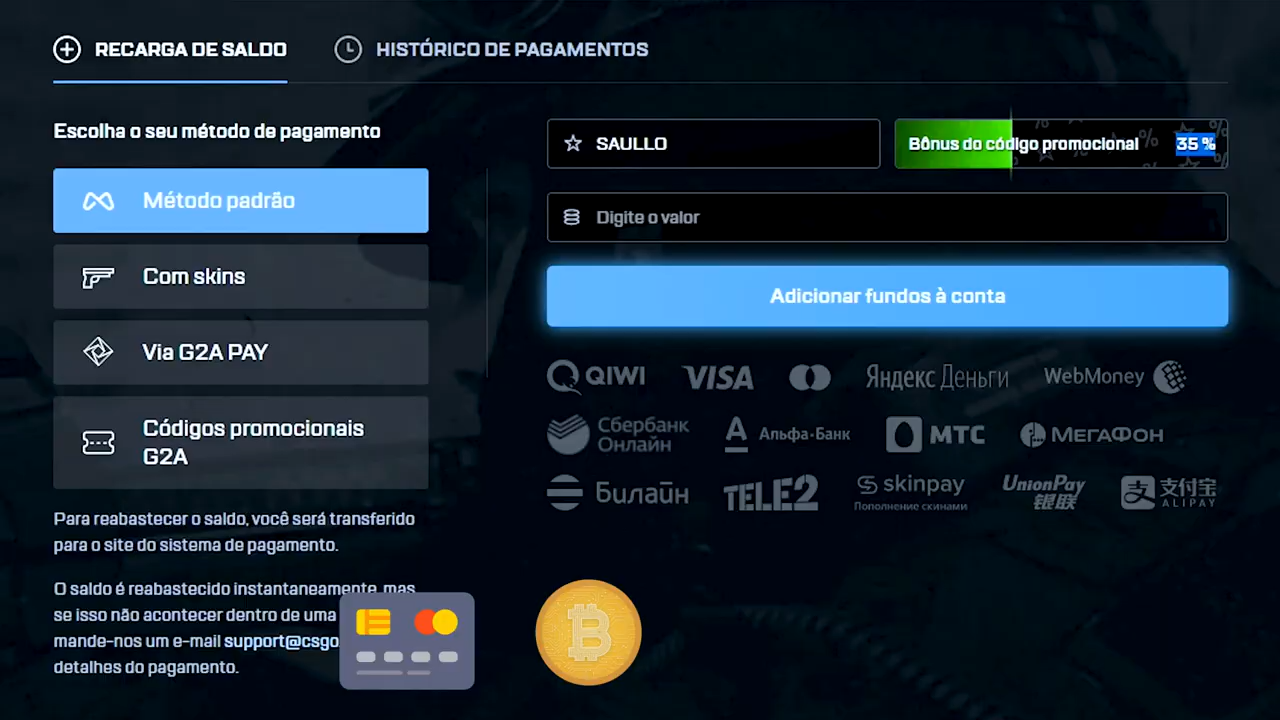 RECARGA DE SALDO
HISTÓRICO DE PAGAMENTOS
Escolha o seu método de pagamento
Método padrão
Com skins
Via G2A PAY
Códigos promocionais
G2A
Para reabastecer o saldo, você será transferido
para o site do sistema de pagamento.
O saldo é reabastecido instantaneamente, mas
se isso não acontecer dentro de uma
mande-nos um e-mail support@csgo
detalhes do pagamento.
SAULLO
Bônus do código promocional 35 %
Digite o valor
Adicionar fundos à conta
QIWI VISA Яндекс Деньги WebMoney
Сбербанк
Онлайн
Альфа·Банк МТС МЕГАФОН
Билайн TELE2
skinpay
Пополнение скинами
UnionPay
银联
支付宝
ALIPAY